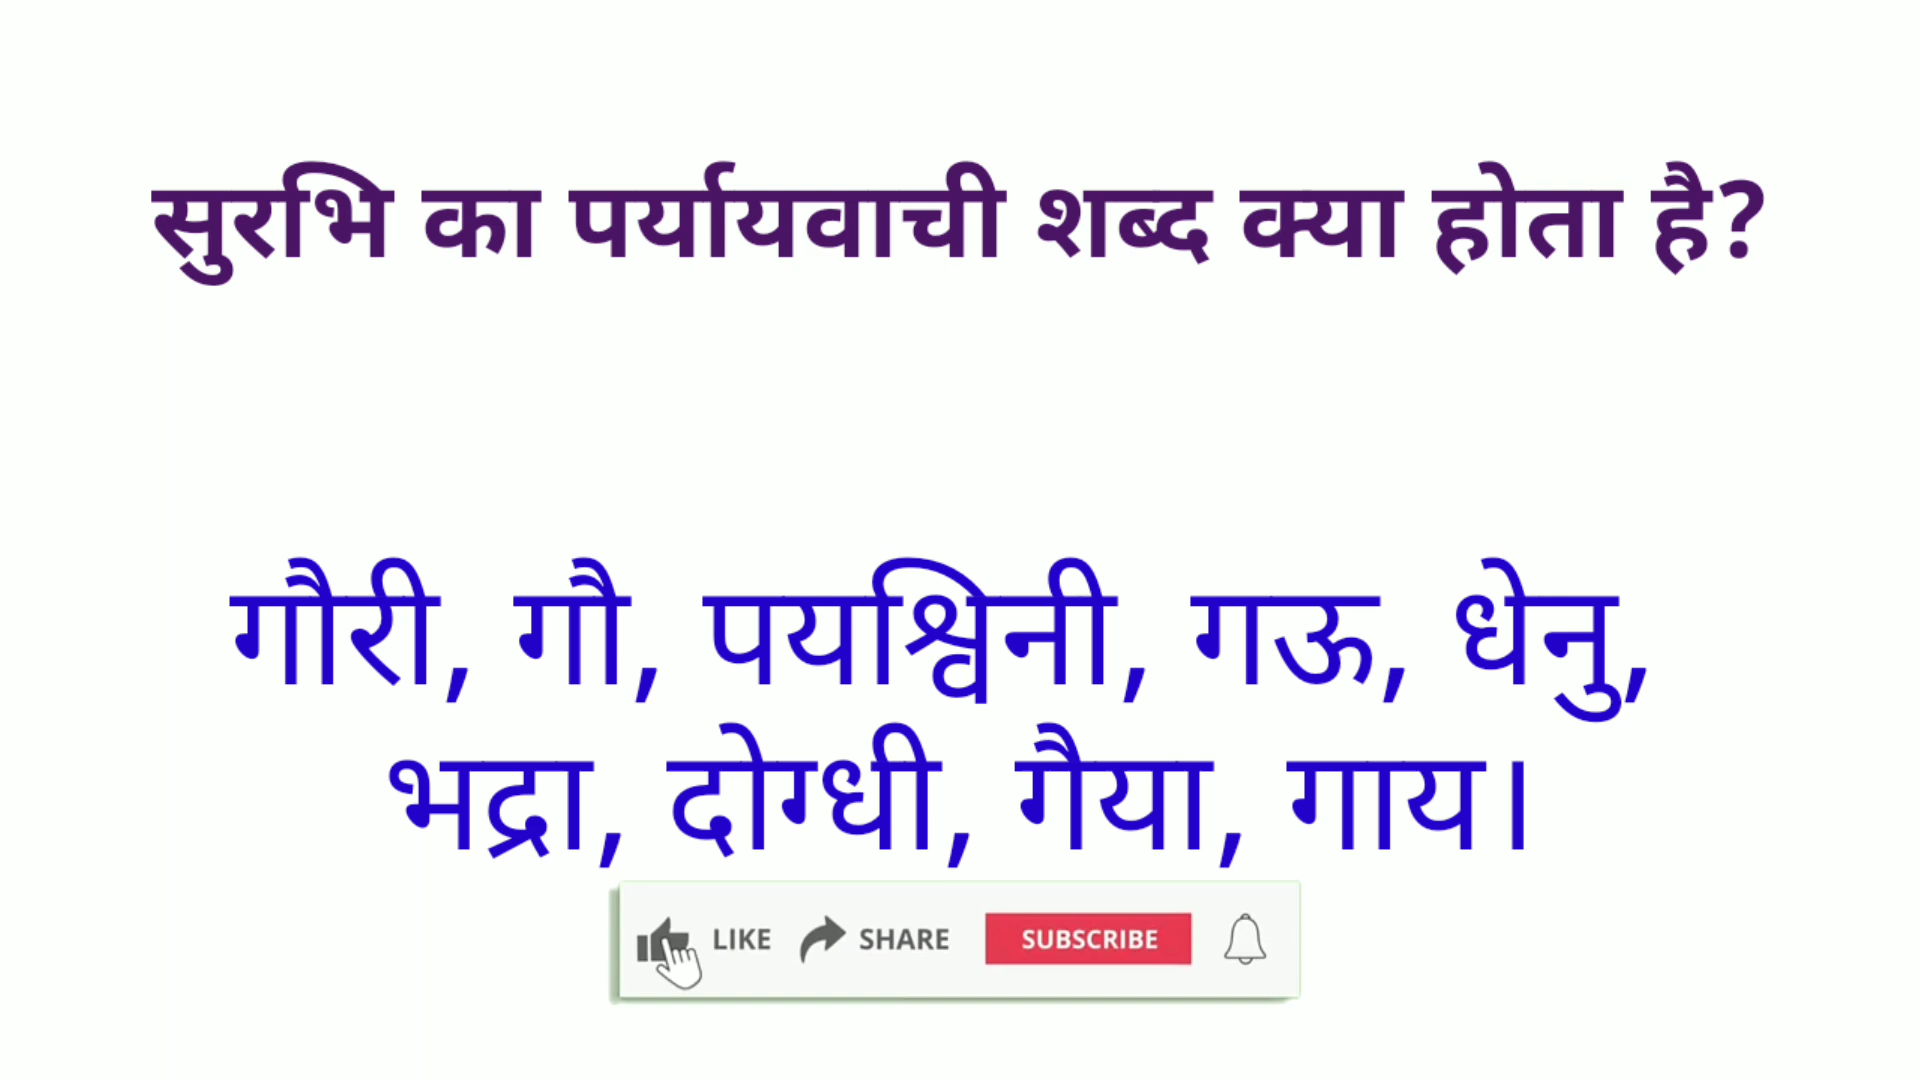 सुरभि का पर्यायवाची शब्द क्या होता है?
गौरी, गौ, पयश्विनी, गऊ, धेनु,
भद्रा, दोग्धी, गैया, गाय।
LIKE SHARE SUBSCRIBE